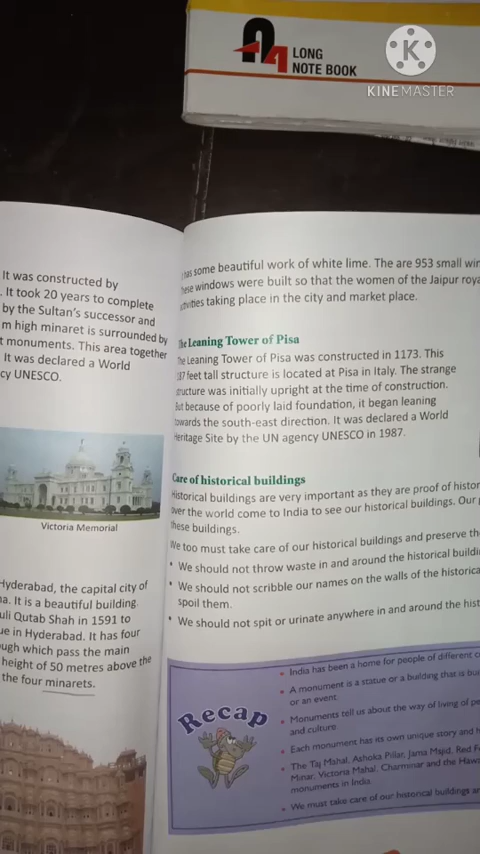 A4 LONG
NOTE BOOK
K
KINEMASTER
It was constructed by
. It took 20 years to complete
by the Sultan's successor and
m high minaret is surrounded by
t monuments. This area together
It was declared a World
cy UNESCO.
Victoria Memorial
Hyderabad, the capital city of
a. It is a beautiful building
uli Qutab Shah in 1591 to
ue in Hyderabad. It has four
ugh which pass the main
height of 50 metres above the
the four minarets.
has some beautiful work of white lime. The are 953 small win
hese windows were built so that the women of the Jaipur roya
activities taking place in the city and market place.
The Leaning Tower of Pisa
The Leaning Tower of Pisa was constructed in 1173. This
187 feet tall structure is located at Pisa in Italy. The strange
structure was initially upright at the time of construction.
But because of poorly laid foundation, it began leaning
towards the south-east direction. It was declared a World
Heritage Site by the UN agency UNESCO in 1987.
Care of historical buildings
Historical buildings are very important as they are proof of histor
over the world come to India to see our historical buildings. Our
these buildings.
We too must take care of our historical buildings and preserve the
• We should not throw waste in and around the historical buildi
• We should not scribble our names on the walls of the historica
spoil them.
• We should not spit or urinate anywhere in and around the hist
Recap
• India has been a home for people of different c
• A monument is a statue or a building that is bui
or an event.
• Monuments tell us about the way of living of pe
and culture
• Each monument has its own unique story and h
• The Taj Mahal, Ashoka Pillar, Jama Masjid, Red F
Minar, Victoria Mahal, Charminar and the Hawa
monuments in India.
• We must take care of our historical buildings an